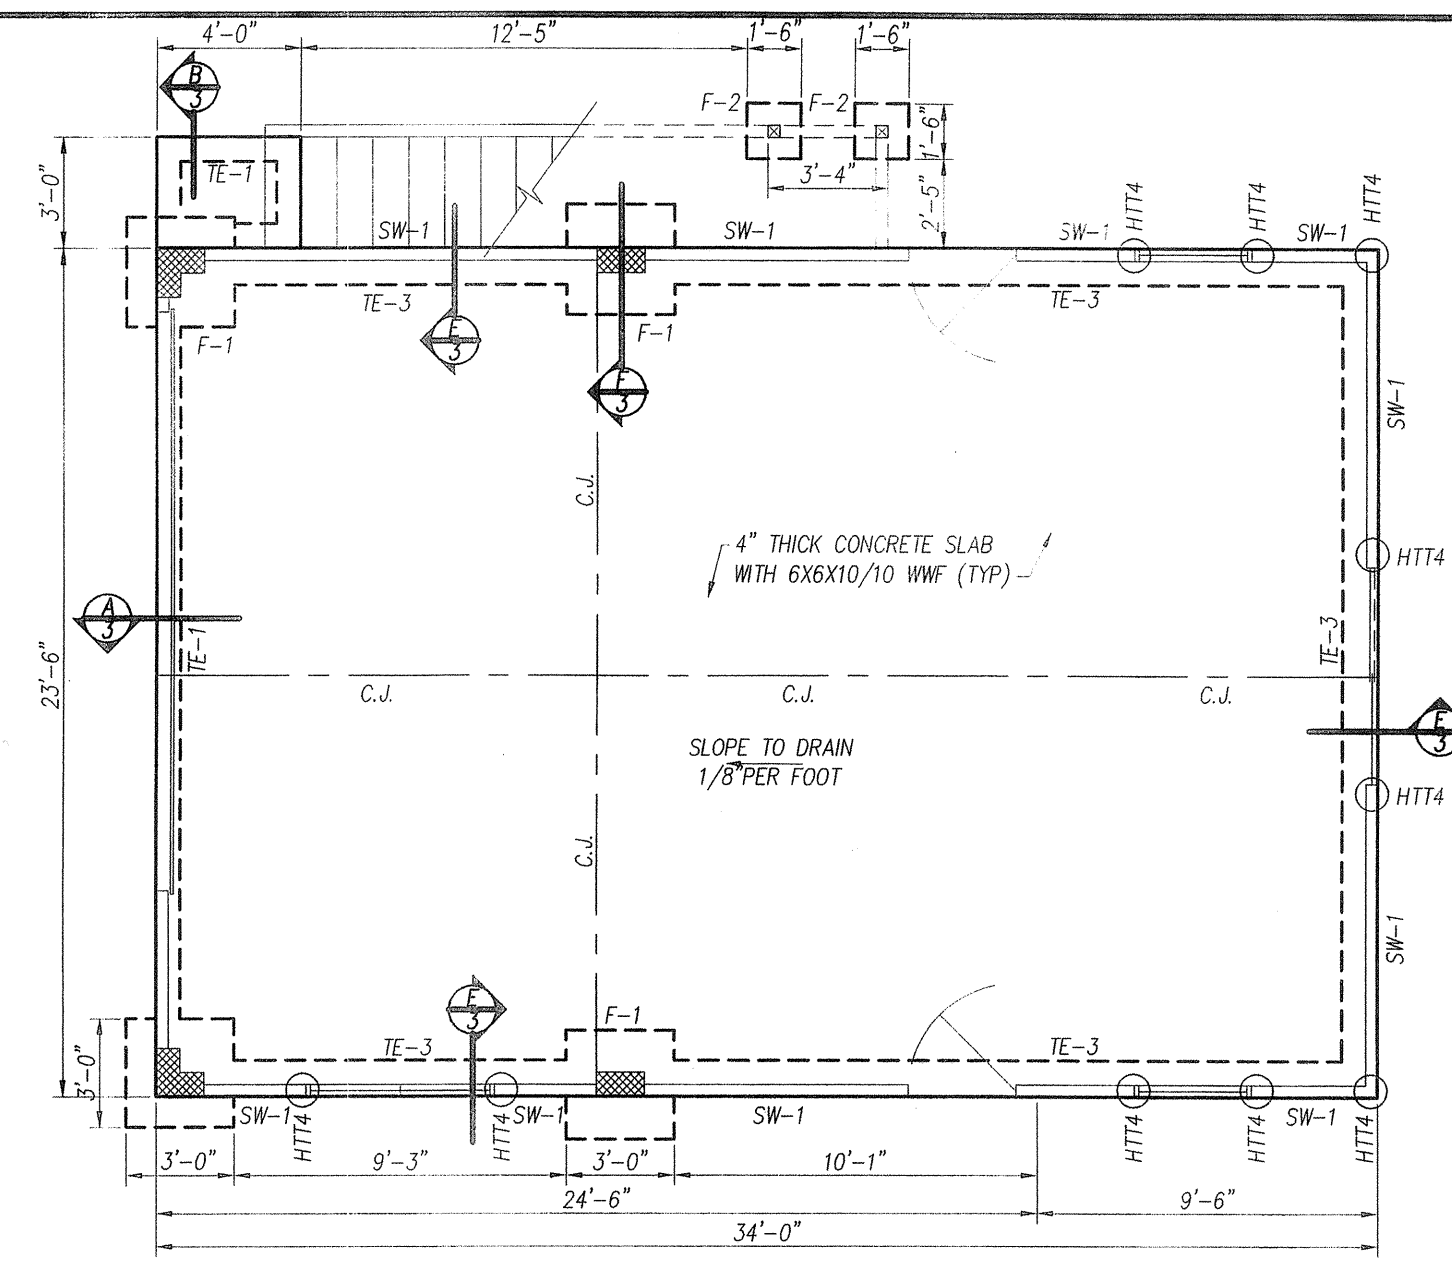 4'-0"
12'-5"
1'-6"
1'-6"
B
3
F-2
F-2
1'-6"
TE-1
3'-4"
3'-0"
2'-5"
HTT4
HTT4
HTT4
SW-1
SW-1
SW-1
SW-1
TE-3
TE-3
F-1
F-1
E
3
F
3
SW-1
C.J.
4" THICK CONCRETE SLAB
WITH 6X6X10/10 WWF (TYP)
HTT4
A
3
TE-1
TE-3
23'-6"
C.J.
C.J.
C.J.
SLOPE TO DRAIN
1/8" PER FOOT
E
3
HTT4
C.J.
SW-1
E
3
F-1
TE-3
TE-3
3'-0"
SW-1
HTT4
HTT4
SW-1
SW-1
HTT4
HTT4
SW-1
HTT4
3'-0"
9'-3"
3'-0"
10'-1"
24'-6"
9'-6"
34'-0"